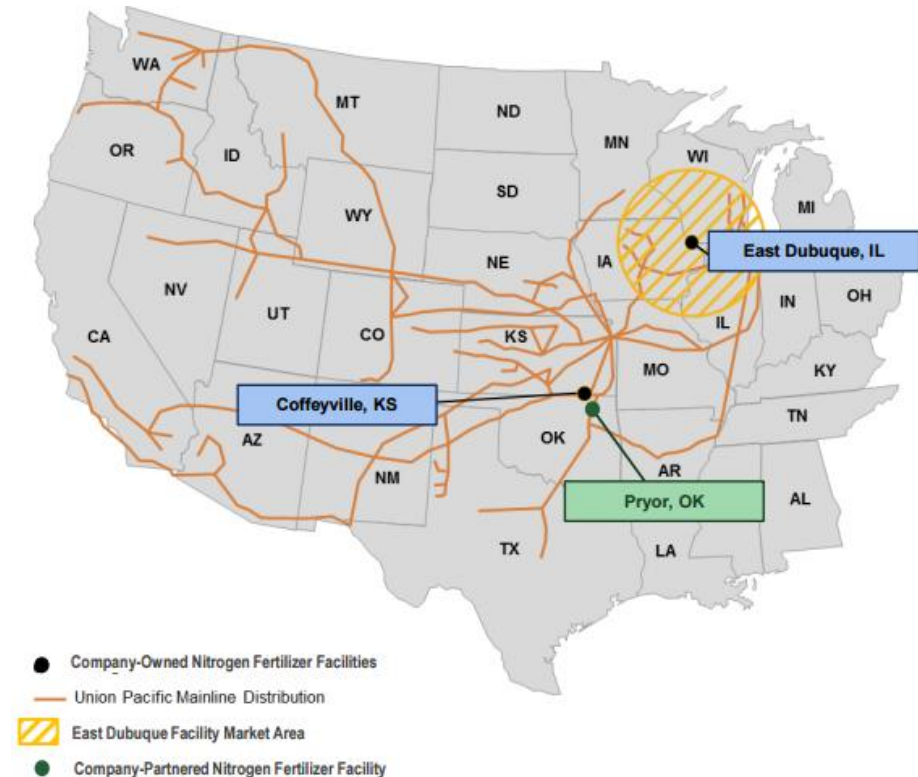 WA
MT
ND
MN
OR
ID
WI
SD
MI
WY
East Dubuque, IL
IA
NE
NV
IN
OH
UT
IL
CA
CO
KS
MO
KY
Coffeyville, KS
TN
AZ
OK
NM
AR
Pryor, OK
AL
TX
LA
Company-Owned Nitrogen Fertilizer Facilities
Union Pacific Mainline Distribution
East Dubuque Facility Market Area
Company-Partnered Nitrogen Fertilizer Facility